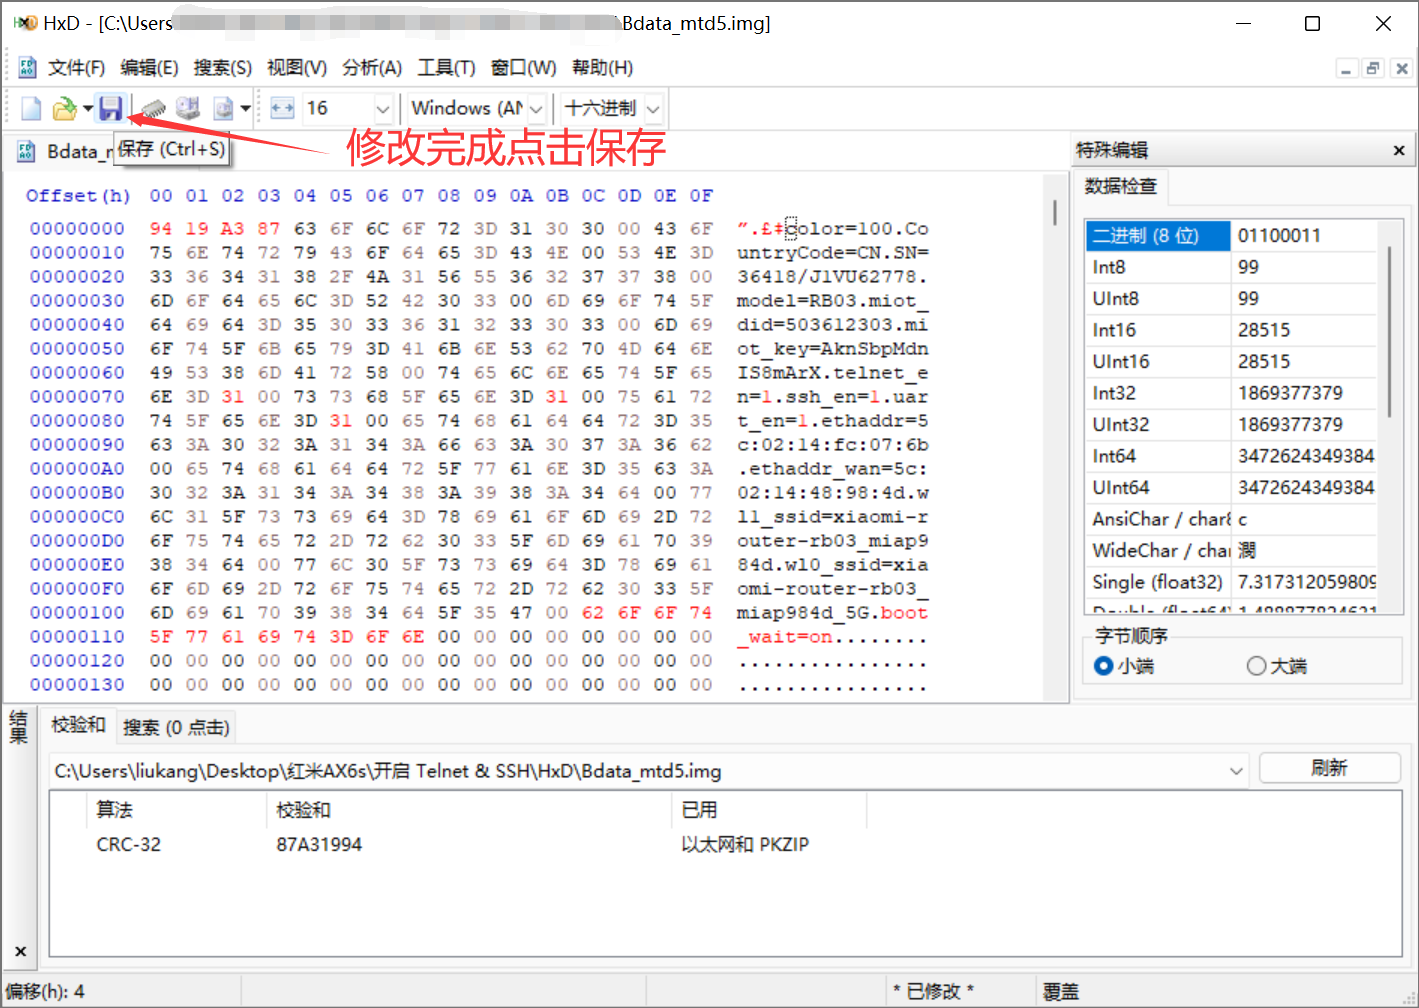 HxD - [C:\Users Bdata_mtd5.img]
文件(F) 编辑(E) 搜索(S) 视图(V) 分析(A) 工具(T) 窗口(W) 帮助(H)
16 Windows (AN 十六进制
修改完成点击保存
Bdata_m
保存 (Ctrl+S)
Offset(h) 00 01 02 03 04 05 06 07 08 09 0A 0B 0C 0D 0E 0F
00000000 94 19 A3 87 63 6F 6C 6F 72 3D 31 30 30 00 43 6F ”.£‡color=100.Co
00000010 75 6E 74 72 79 43 6F 64 65 3D 43 4E 00 53 4E 3D untryCode=CN.SN=
00000020 33 36 34 31 38 2F 4A 31 56 55 36 32 37 37 38 00 36418/J1VU62778.
00000030 6D 6F 64 65 6C 3D 52 42 30 33 00 6D 69 6F 74 5F model=RB03.miot_
00000040 64 69 64 3D 35 30 33 36 31 32 33 30 33 00 6D 69 did=503612303.mi
00000050 6F 74 5F 6B 65 79 3D 41 6B 6E 53 62 70 4D 64 6E ot_key=AknSbpMdn
00000060 49 53 38 6D 41 72 58 00 74 65 6C 6E 65 74 5F 65 IS8mArX.telnet_e
00000070 6E 3D 31 00 73 73 68 5F 65 6E 3D 31 00 75 61 72 n=1.ssh_en=1.uar
00000080 74 5F 65 6E 3D 31 00 65 74 68 61 64 64 72 3D 35 t_en=1.ethaddr=5
00000090 63 3A 30 32 3A 31 34 3A 66 63 3A 30 37 3A 36 62 c:02:14:fc:07:6b
000000A0 00 65 74 68 61 64 64 72 5F 77 61 6E 3D 35 63 3A .ethaddr_wan=5c:
000000B0 30 32 3A 31 34 3A 34 38 3A 39 38 3A 34 64 00 77 02:14:48:98:4d.w
000000C0 6C 31 5F 73 73 69 64 3D 78 69 61 6F 6D 69 2D 72 l1_ssid=xiaomi-r
000000D0 6F 75 74 65 72 2D 72 62 30 33 5F 6D 69 61 70 39 outer-rb03_miap9
000000E0 38 34 64 00 77 6C 30 5F 73 73 69 64 3D 78 69 61 84d.wl0_ssid=xia
000000F0 6F 6D 69 2D 72 6F 75 74 65 72 2D 72 62 30 33 5F omi-router-rb03_
00000100 6D 69 61 70 39 38 34 64 5F 35 47 00 62 6F 6F 74 miap984d_5G.boot
00000110 5F 77 61 69 74 3D 6F 6E 00 00 00 00 00 00 00 00 _wait=on........
00000120 00 00 00 00 00 00 00 00 00 00 00 00 00 00 00 00 ................
00000130 00 00 00 00 00 00 00 00 00 00 00 00 00 00 00 00 ................
特殊编辑
数据检查
二进制 (8 位) 01100011
Int8 99
UInt8 99
Int16 28515
UInt16 28515
Int32 1869377379
UInt32 1869377379
Int64 3472624349384
UInt64 3472624349384
AnsiChar / char8 c
WideChar / char 濶
Single (float32) 7.317312059809
字节顺序
小端 大端
结果
校验和 搜索 (0 点击)
C:\Users\liukang\Desktop\红米AX6s\开启 Telnet & SSH\HxD\Bdata_mtd5.img
刷新
算法 校验和 已用
CRC-32 87A31994 以太网和 PKZIP
偏移(h): 4 * 已修改 * 覆盖